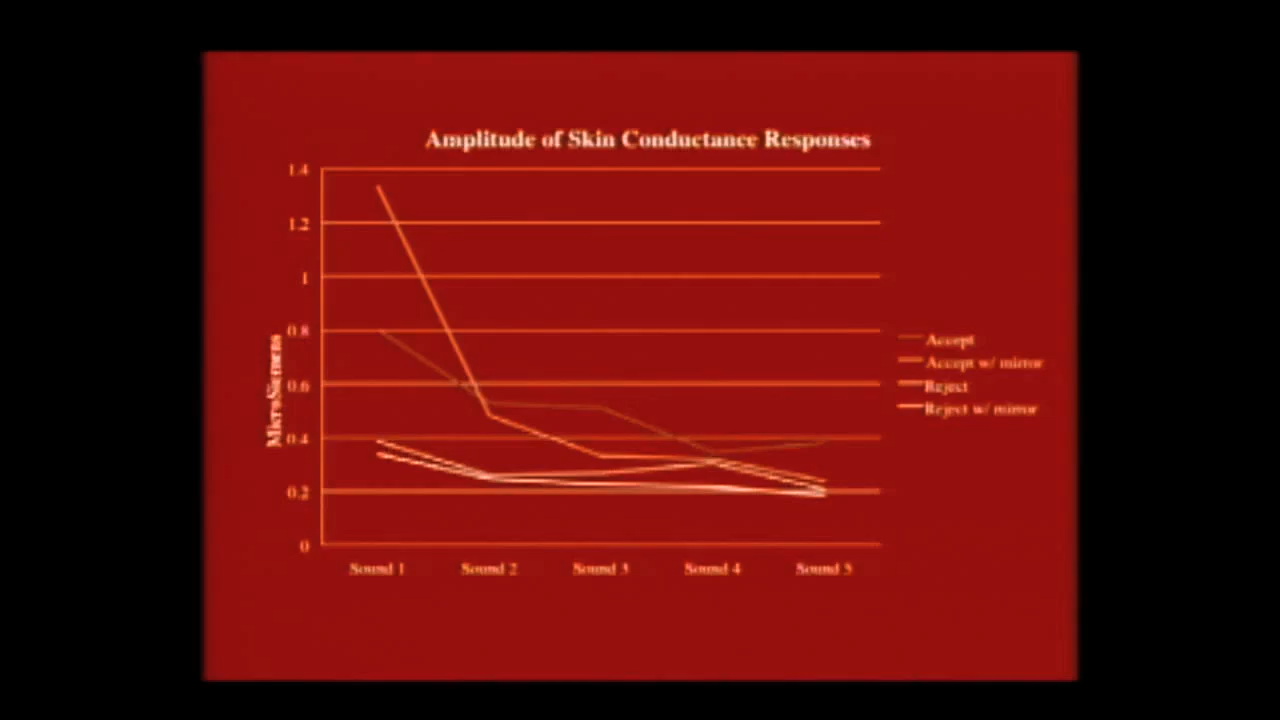 Amplitude of Skin Conductance Responses
1.4
1.2
1
0.8
0.6
0.4
0.2
0
MicroSiemens
Sound 1
Sound 2
Sound 3
Sound 4
Sound 5
Accept
Accept w/ mirror
Reject
Reject w/ mirror